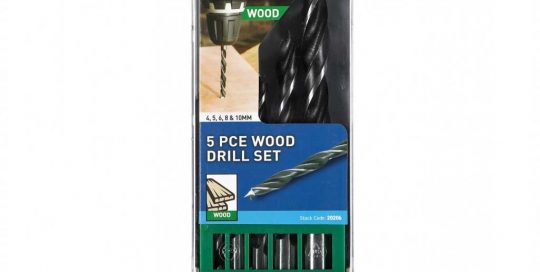 WOOD
4, 5, 6, 8 & 10MM
5 PCE WOOD
DRILL SET
WOOD
Stock Code: 20206